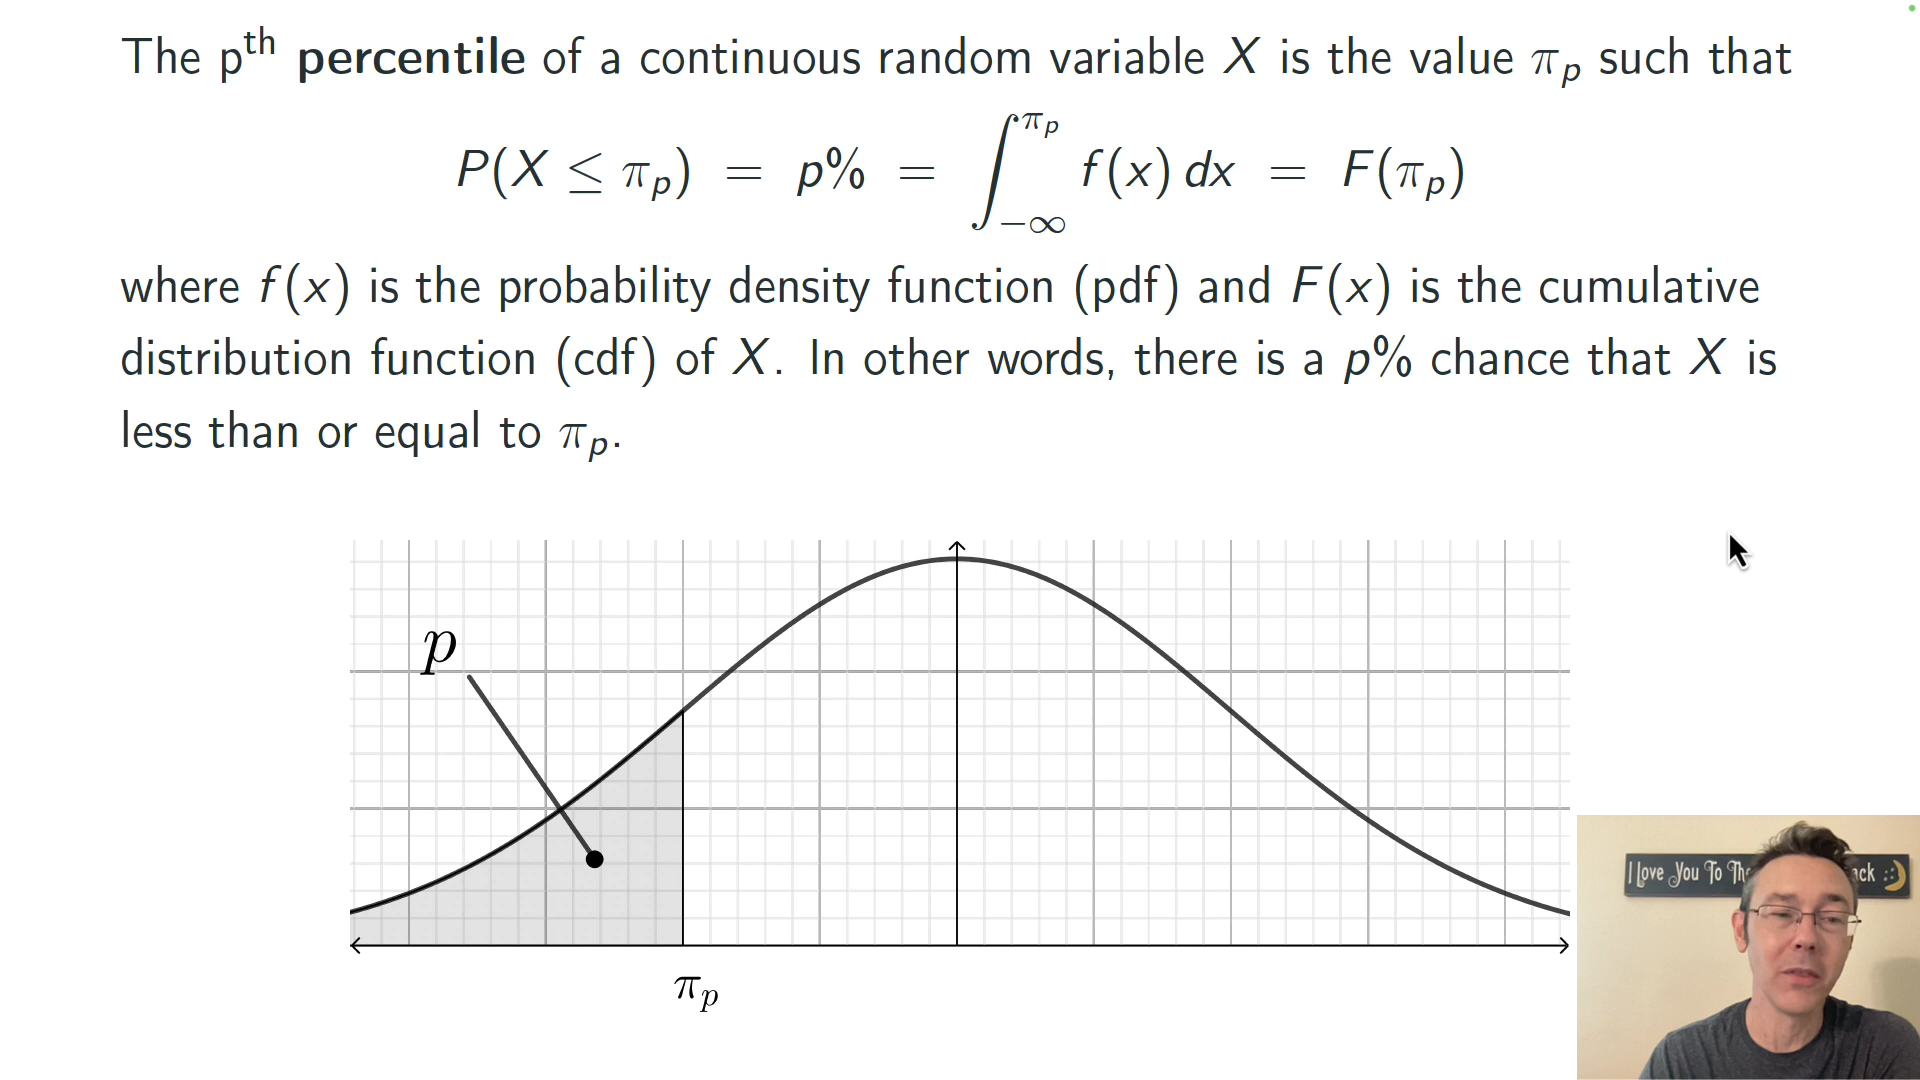 The pᵗʰ percentile of a continuous random variable X is the value πₚ such that
P(X ≤ πₚ) = p% = ∫_{−∞}^{πₚ} f(x) dx = F(πₚ)
where f(x) is the probability density function (pdf) and F(x) is the cumulative
distribution function (cdf) of X. In other words, there is a p% chance that X is
less than or equal to πₚ.
p
πₚ
I Love You To The
ack